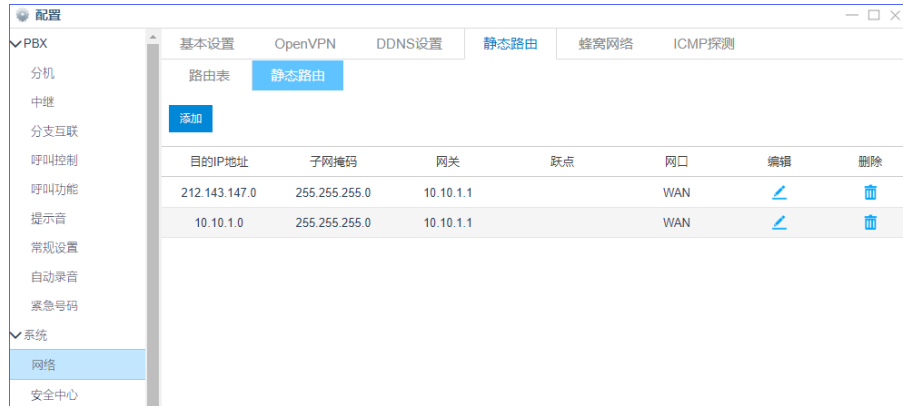 配置
PBX
分机
中继
分支互联
呼叫控制
呼叫功能
提示音
常规设置
自动录音
紧急号码
系统
网络
安全中心
基本设置 OpenVPN DDNS设置 静态路由 蜂窝网络 ICMP探测
路由表 静态路由
添加
目的IP地址 子网掩码 网关 跃点 网口 编辑 删除
212.143.147.0 255.255.255.0 10.10.1.1 WAN
10.10.1.0 255.255.255.0 10.10.1.1 WAN